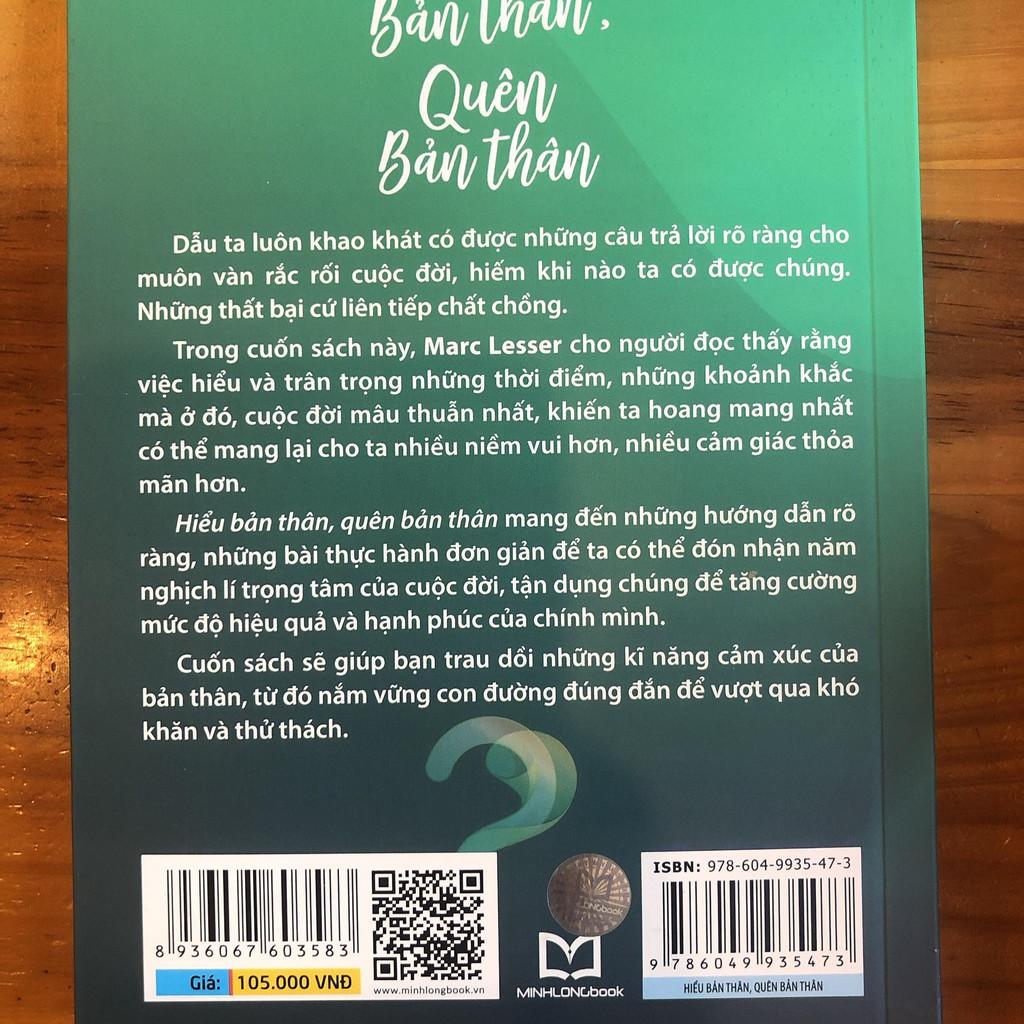 Bản thân,
Quên
Bản thân
Dẫu ta luôn khao khát có được những câu trả lời rõ ràng cho
muôn vàn rắc rối cuộc đời, hiếm khi nào ta có được chúng.
Những thất bại cứ liên tiếp chất chồng.
Trong cuốn sách này, Marc Lesser cho người đọc thấy rằng
việc hiểu và trân trọng những thời điểm, những khoảnh khắc
mà ở đó, cuộc đời mâu thuẫn nhất, khiến ta hoang mang nhất
có thể mang lại cho ta nhiều niềm vui hơn, nhiều cảm giác thỏa
mãn hơn.
Hiểu bản thân, quên bản thân mang đến những hướng dẫn rõ
ràng, những bài thực hành đơn giản để ta có thể đón nhận năm
nghịch lí trọng tâm của cuộc đời, tận dụng chúng để tăng cường
mức độ hiệu quả và hạnh phúc của chính mình.
Cuốn sách sẽ giúp bạn trau dồi những kĩ năng cảm xúc của
bản thân, từ đó nắm vững con đường đúng đắn để vượt qua khó
khăn và thử thách.
8 936067 603583
Giá: 105.000 VNĐ
www.minhlongbook.vn
MINHLONGbook
ISBN: 978-604-9935-47-3
9 786049 935473
HIỂU BẢN THÂN, QUÊN BẢN THÂN